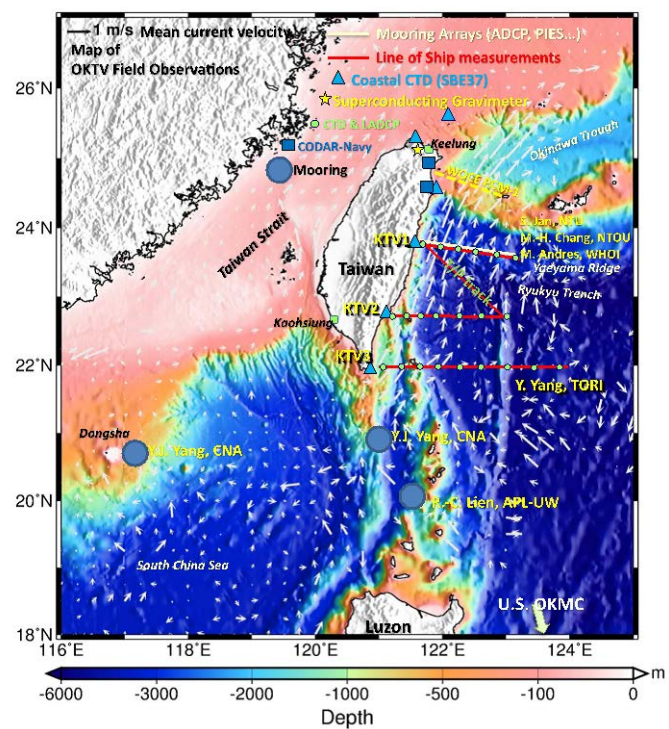 1 m/s Mean current velocity
Map of
OKTV Field Observations
Mooring Arrays (ADCP, PIES...)
Line of Ship measurements
Coastal CTD (SBE37)
Superconducting Gravimeter
CTD & LADCP
CODAR-Navy
Mooring
Keelung
Okinawa Trough
WOCE PCM-1
Taiwan Strait
S. Jan, NTU
M.-H. Chang, NTOU
M. Andres, WHOI
KTV1
Taiwan
Yaeyama Ridge
Ryukyu Trench
KTV2
Kaohsiung
KTV3
Y. Yang, TORI
Dongsha
Y.J. Yang, CNA
Y.J. Yang, CNA
R.-C. Lien, APL-UW
South China Sea
U.S. OKMC
Luzon
26°N
24°N
22°N
20°N
18°N
116°E 118°E 120°E 122°E 124°E
-6000 -3000 -2000 -1000 -500 -100 0 m
Depth